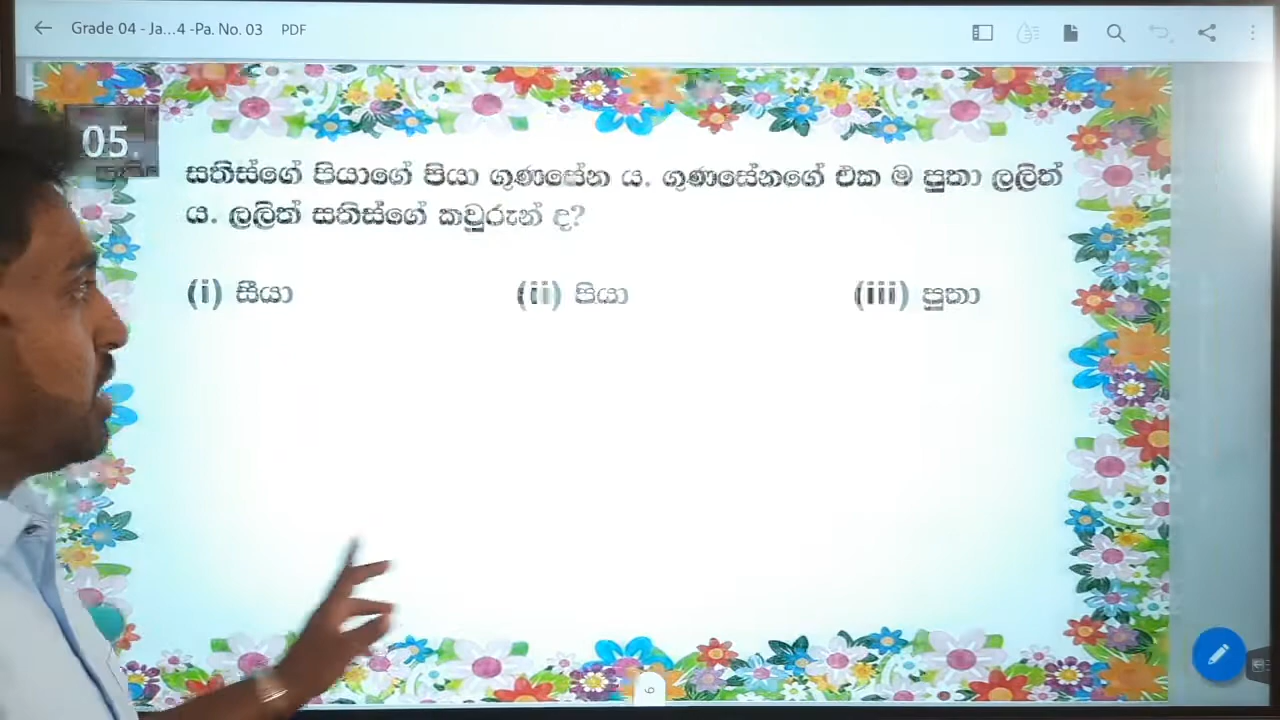 Grade 04 - Ja...4 -Pa. No. 03 PDF
05.
සතිස්ගේ පියාගේ පියා ගුණසේන ය. ගුණසේනගේ එක ම පුතා ලලිත්
ය. ලලිත් සතිස්ගේ කවුරුන් ද?
(i) සීයා (ii) පියා (iii) පුතා